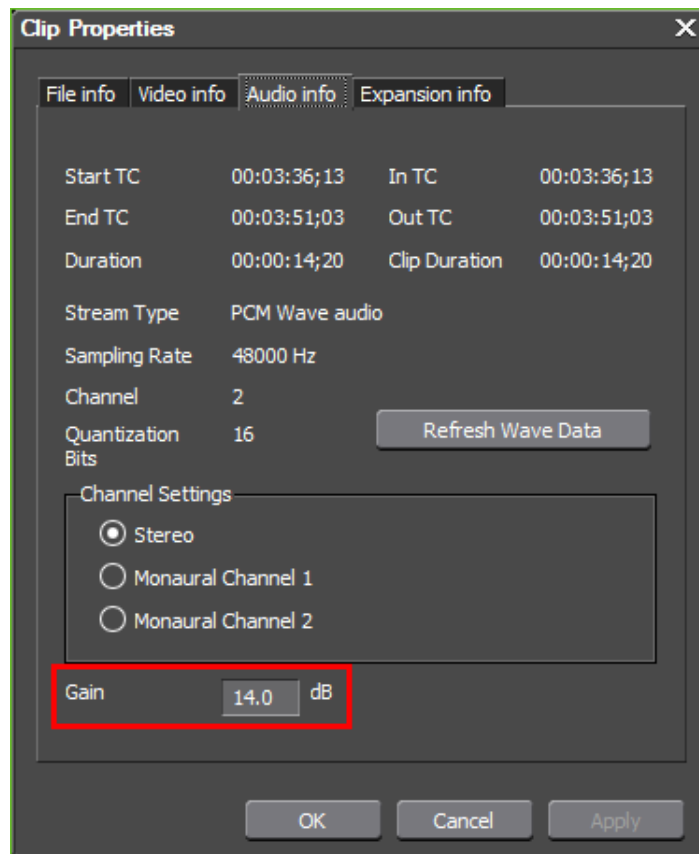 Clip Properties X
File info Video info Audio info Expansion info
Start TC 00:03:36;13 In TC 00:03:36;13
End TC 00:03:51;03 Out TC 00:03:51;03
Duration 00:00:14;20 Clip Duration 00:00:14;20
Stream Type PCM Wave audio
Sampling Rate 48000 Hz
Channel 2
Quantization Bits 16 Refresh Wave Data
Channel Settings
Stereo
Monaural Channel 1
Monaural Channel 2
Gain 14.0 dB
OK Cancel Apply